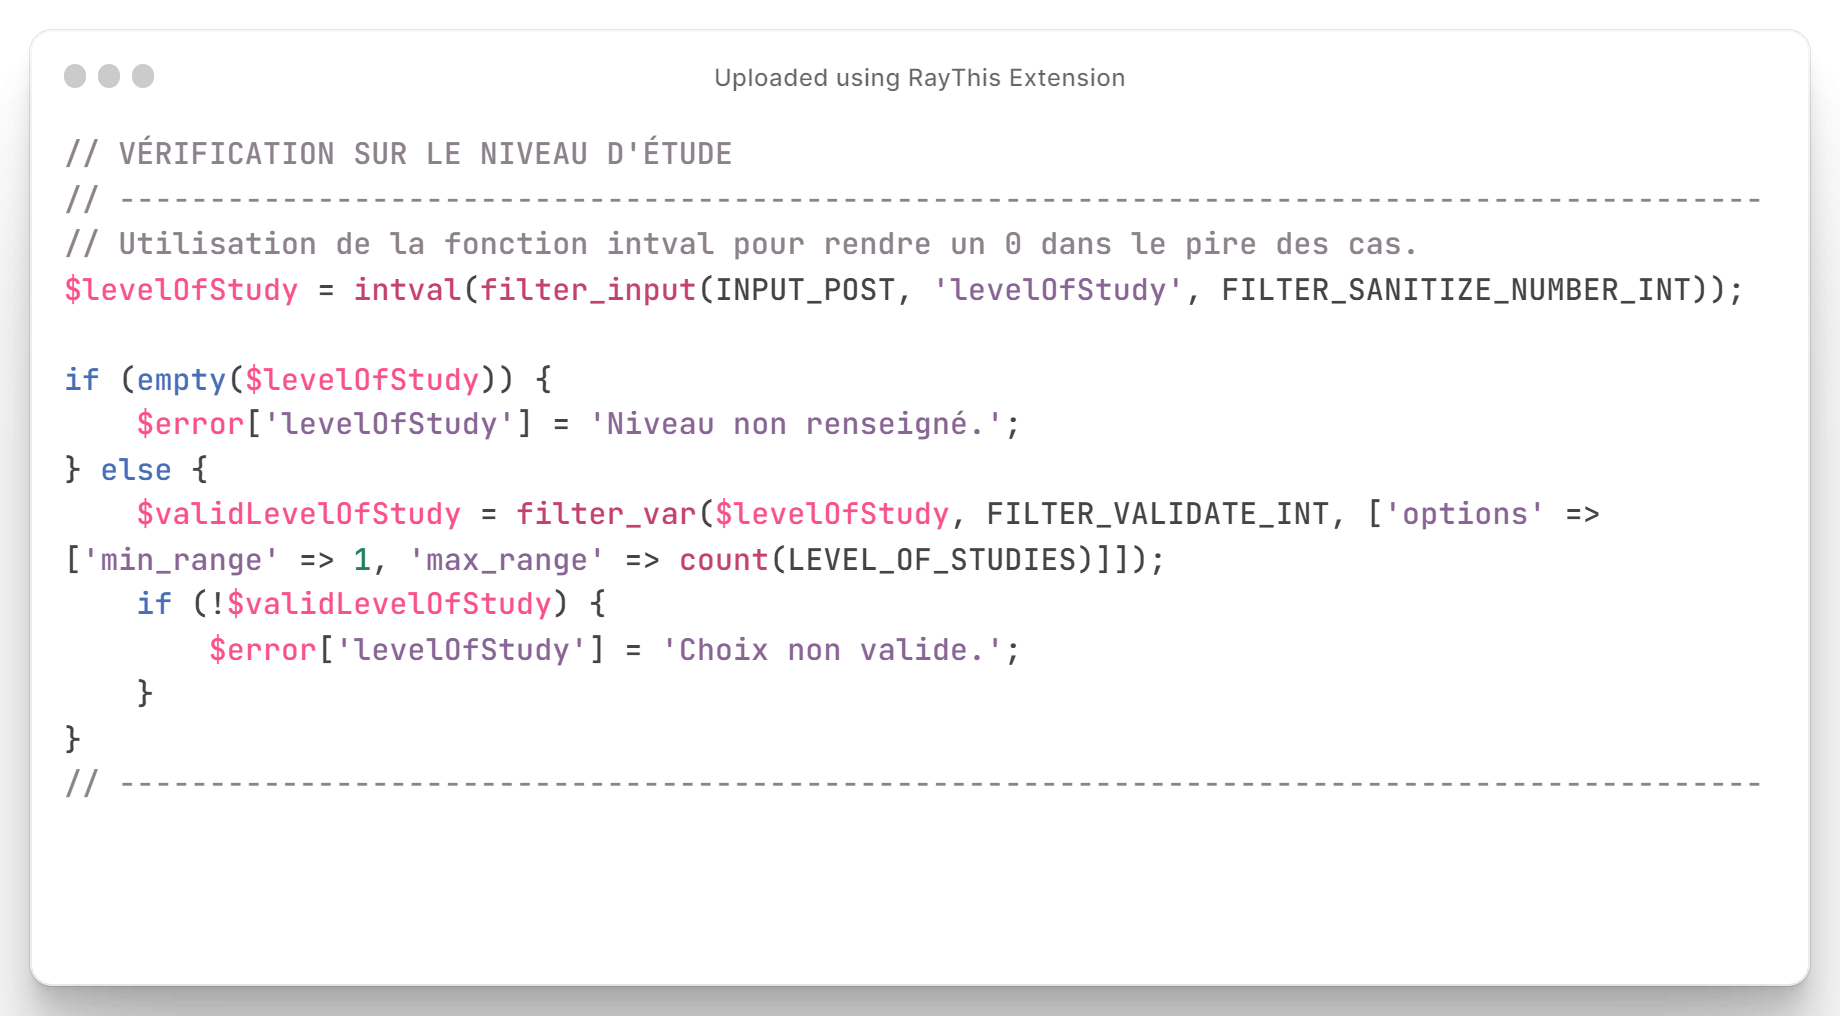 Uploaded using RayThis Extension
// VÉRIFICATION SUR LE NIVEAU D'ÉTUDE
// -------------------------------------------------------------------------------------------
// Utilisation de la fonction intval pour rendre un 0 dans le pire des cas.
$levelOfStudy = intval(filter_input(INPUT_POST, 'levelOfStudy', FILTER_SANITIZE_NUMBER_INT));
if (empty($levelOfStudy)) {
    $error['levelOfStudy'] = 'Niveau non renseigné.';
} else {
    $validLevelOfStudy = filter_var($levelOfStudy, FILTER_VALIDATE_INT, ['options' =>
['min_range' => 1, 'max_range' => count(LEVEL_OF_STUDIES)]]);
    if (!$validLevelOfStudy) {
        $error['levelOfStudy'] = 'Choix non valide.';
    }
}
// -------------------------------------------------------------------------------------------